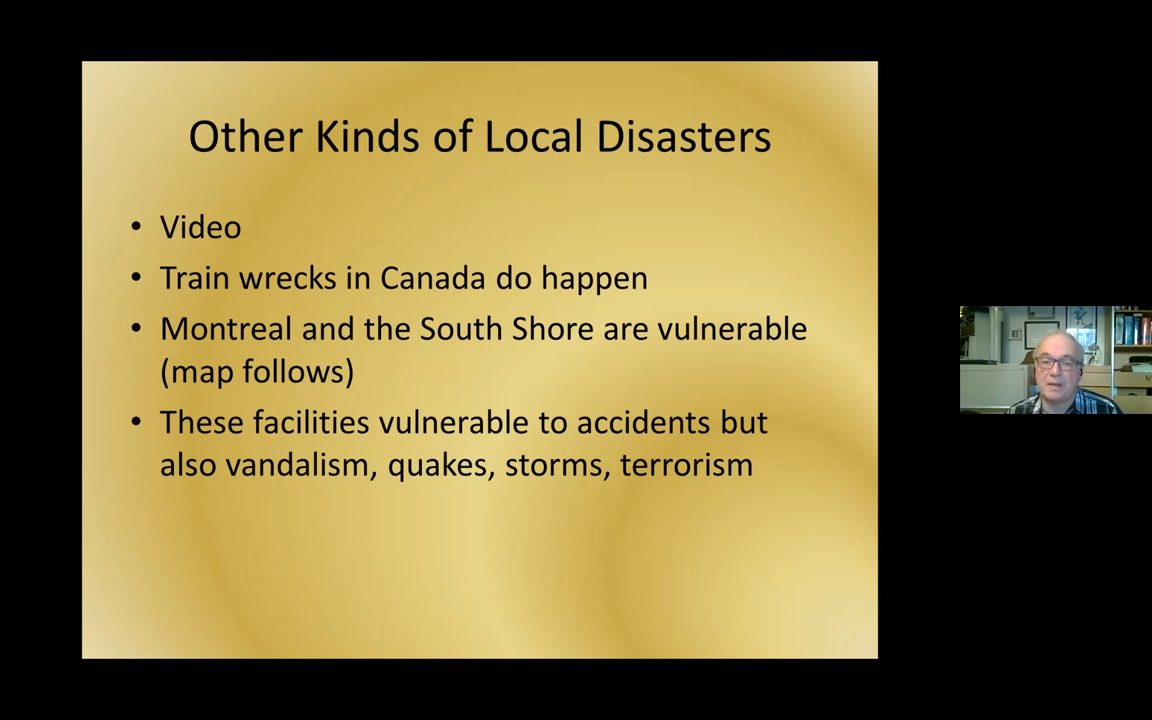 Other Kinds of Local Disasters
• Video
• Train wrecks in Canada do happen
• Montreal and the South Shore are vulnerable
(map follows)
• These facilities vulnerable to accidents but
also vandalism, quakes, storms, terrorism